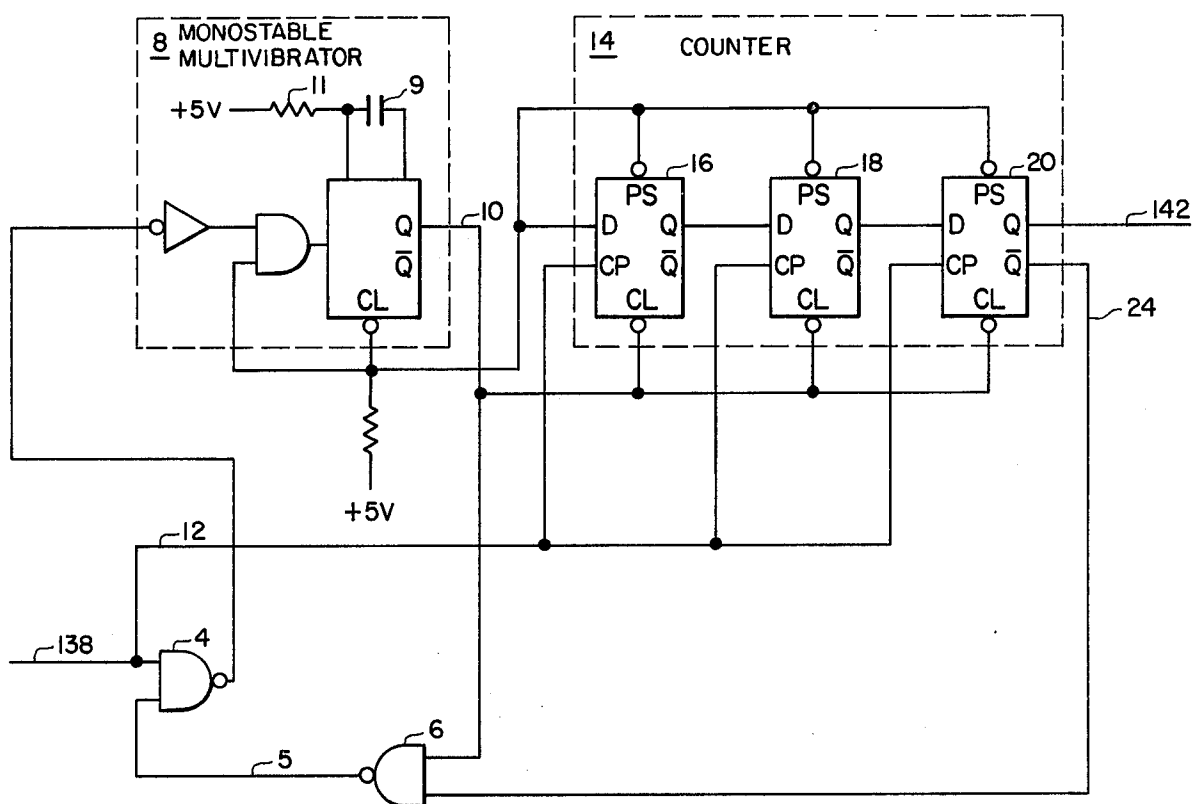 8 MONOSTABLE
MULTIVIBRATOR
14 COUNTER
11
9
+5V
16
18
20
PS
PS
PS
Q
10
D Q
D Q
D Q
142
Q̅
CP Q̅
CP Q̅
CP Q̅
CL
CL
CL
CL
24
+5V
12
138
4
6
5